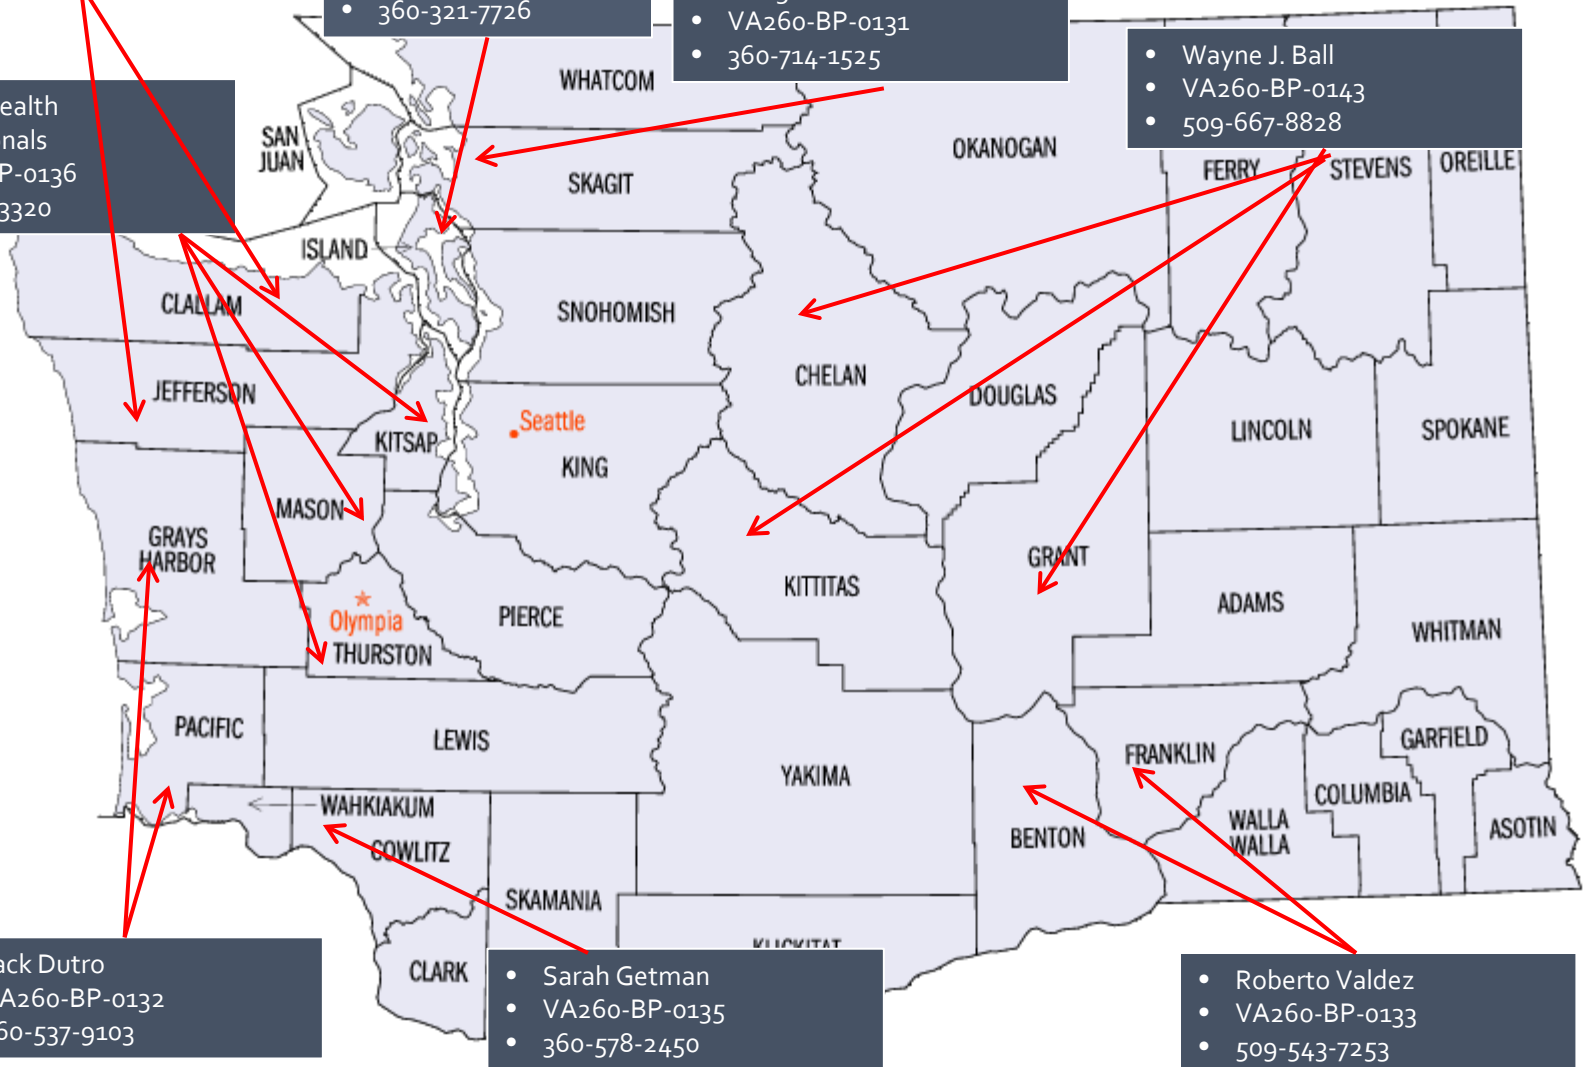 360-321-7726
VA260-BP-0131
360-714-1525
Wayne J. Ball
VA260-BP-0143
509-667-8828
ealth
nals
P-0136
3320
WHATCOM
SAN
JUAN
SKAGIT
OKANOGAN
FERRY
STEVENS
OREILLE
ISLAND
CLALLAM
SNOHOMISH
CHELAN
JEFFERSON
DOUGLAS
Seattle
KITSAP
KING
LINCOLN
SPOKANE
MASON
GRAYS
HARBOR
GRANT
KITTITAS
ADAMS
Olympia
THURSTON
PIERCE
WHITMAN
PACIFIC
LEWIS
YAKIMA
FRANKLIN
GARFIELD
WAHKIAKUM
COLUMBIA
COWLITZ
BENTON
WALLA
WALLA
ASOTIN
SKAMANIA
KLICKITAT
CLARK
ack Dutro
A260-BP-0132
60-537-9103
Sarah Getman
VA260-BP-0135
360-578-2450
Roberto Valdez
VA260-BP-0133
509-543-7253